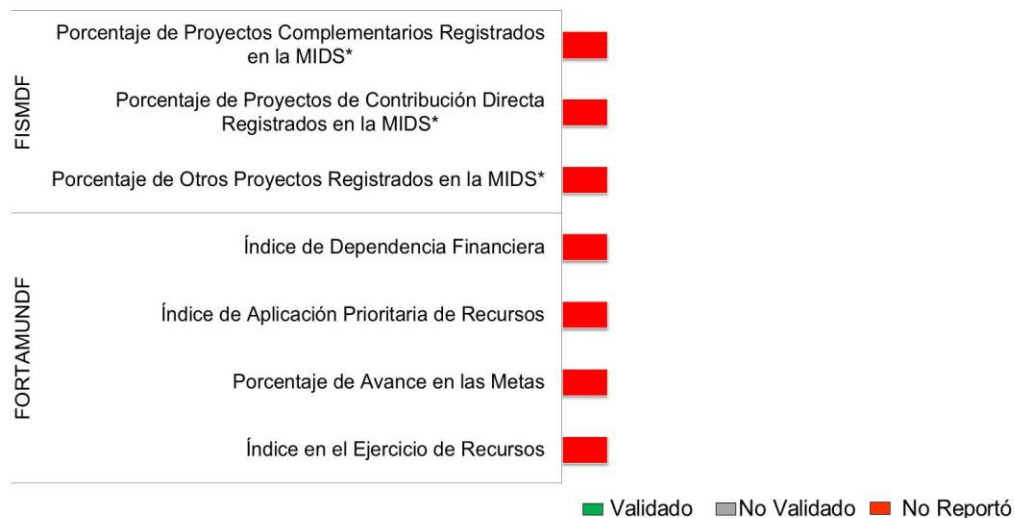 FISMDF
Porcentaje de Proyectos Complementarios Registrados
en la MIDS*
Porcentaje de Proyectos de Contribución Directa
Registrados en la MIDS*
Porcentaje de Otros Proyectos Registrados en la MIDS*
FORTAMUNDF
Índice de Dependencia Financiera
Índice de Aplicación Prioritaria de Recursos
Porcentaje de Avance en las Metas
Índice en el Ejercicio de Recursos
Validado No Validado No Reportó